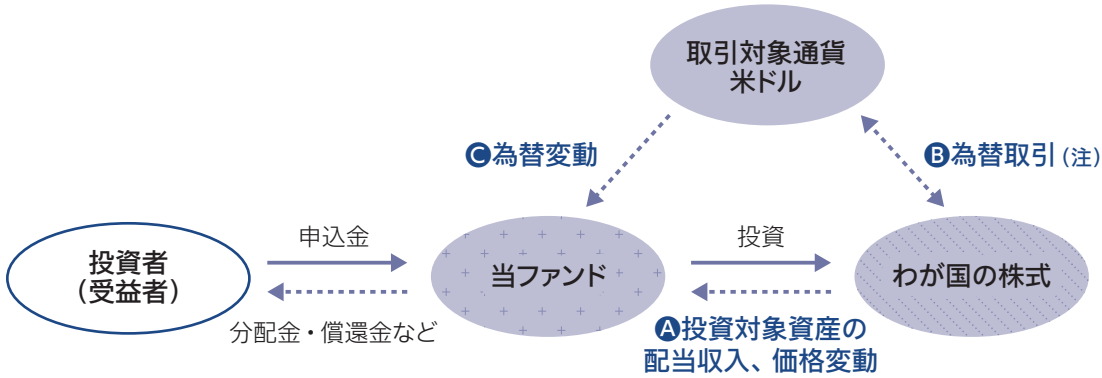 取引対象通貨
米ドル
C為替変動
B為替取引(注)
申込金
投資
投資者
(受益者)
当ファンド
わが国の株式
分配金・償還金など
A投資対象資産の
配当収入、価格変動